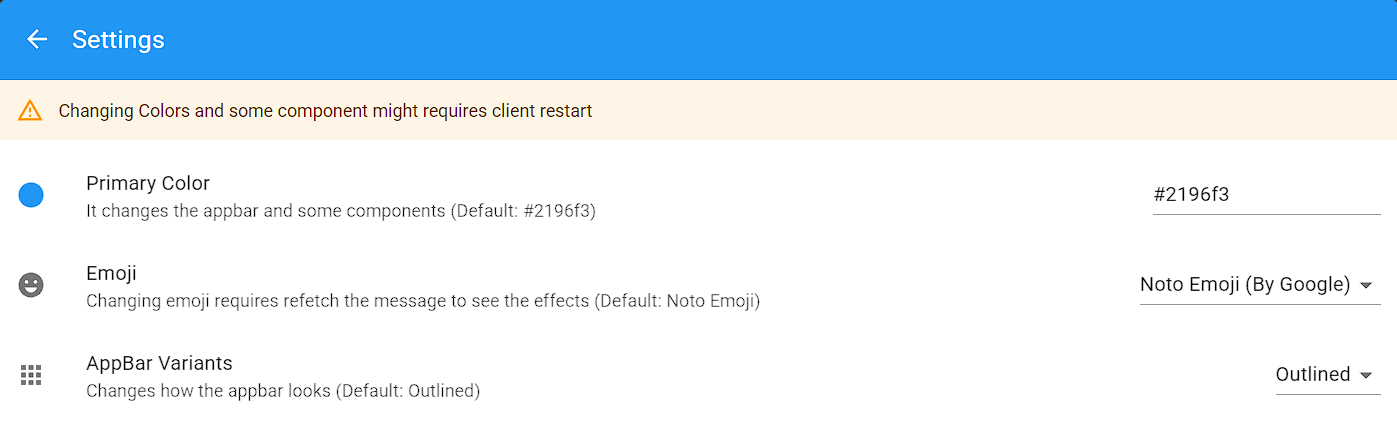 Settings
Changing Colors and some component might requires client restart
Primary Color
It changes the appbar and some components (Default: #2196f3)
#2196f3
Emoji
Changing emoji requires refetch the message to see the effects (Default: Noto Emoji)
Noto Emoji (By Google)
AppBar Variants
Changes how the appbar looks (Default: Outlined)
Outlined